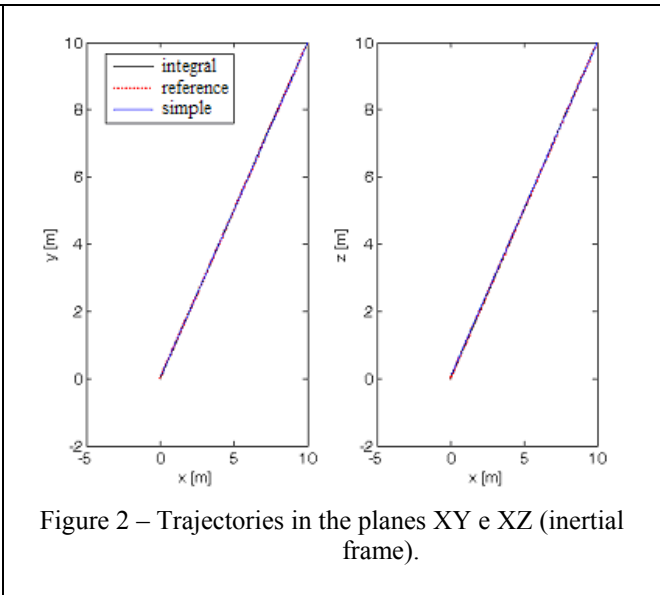 10
8
6
4
2
0
-2
y [m]
integral
reference
simple
-5 0 5 10
x [m]
10
8
6
4
2
0
-2
z [m]
-5 0 5 10
x [m]
Figure 2 – Trajectories in the planes XY e XZ (inertial
frame).